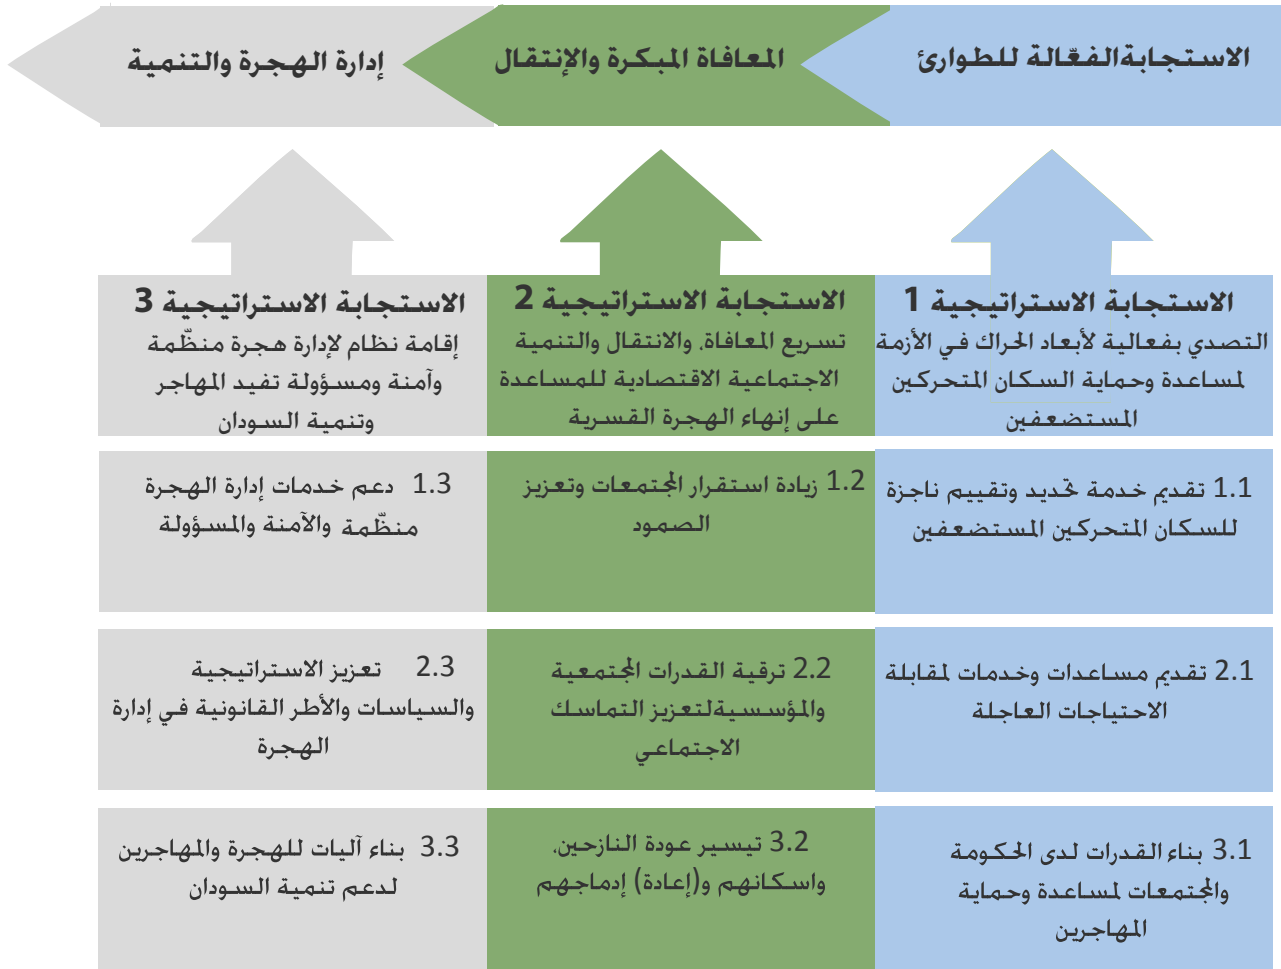 الاستجابةالفعّالة للطوارئ
المعافاة المبكرة والإنتقال
إدارة الهجرة والتنمية
الاستجابة الاستراتيجية 1
التصدي بفعالية لأبعاد الحراك في الأزمة
لمساعدة وحماية السكان المتحركين
المستضعفين
1.1 تقديم خدمة تحديد وتقييم ناجزة
للسكان المتحركين المستضعفين
2.1 تقديم مساعدات وخدمات لمقابلة
الاحتياجات العاجلة
3.1 بناء القدرات لدى الحكومة
والمجتمعات لمساعدة وحماية
المهاجرين
الاستجابة الاستراتيجية 2
تسريع المعافاة، والانتقال والتنمية
الاجتماعية الاقتصادية للمساعدة
على إنهاء الهجرة القسرية
1.2 زيادة استقرار المجتمعات وتعزيز
الصمود
2.2 ترقية القدرات المجتمعية
والمؤسسيةلتعزيز التماسك
الاجتماعي
3.2 تيسير عودة النازحين،
واسكانهم و(إعادة) إدماجهم
الاستجابة الاستراتيجية 3
إقامة نظام لإدارة هجرة منظّمة
وآمنة ومسؤولة تفيد المهاجر
وتنمية السودان
1.3 دعم خدمات إدارة الهجرة
منظّمة والآمنة والمسؤولة
2.3 تعزيز الاستراتيجية
والسياسات والأطر القانونية في إدارة
الهجرة
3.3 بناء آليات للهجرة والمهاجرين
لدعم تنمية السودان